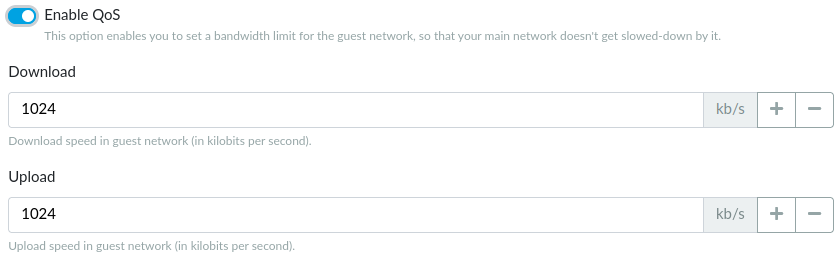 Enable QoS
This option enables you to set a bandwidth limit for the guest network, so that your main network doesn't get slowed-down by it.
Download
1024 kb/s + −
Download speed in guest network (in kilobits per second).
Upload
1024 kb/s + −
Upload speed in guest network (in kilobits per second).